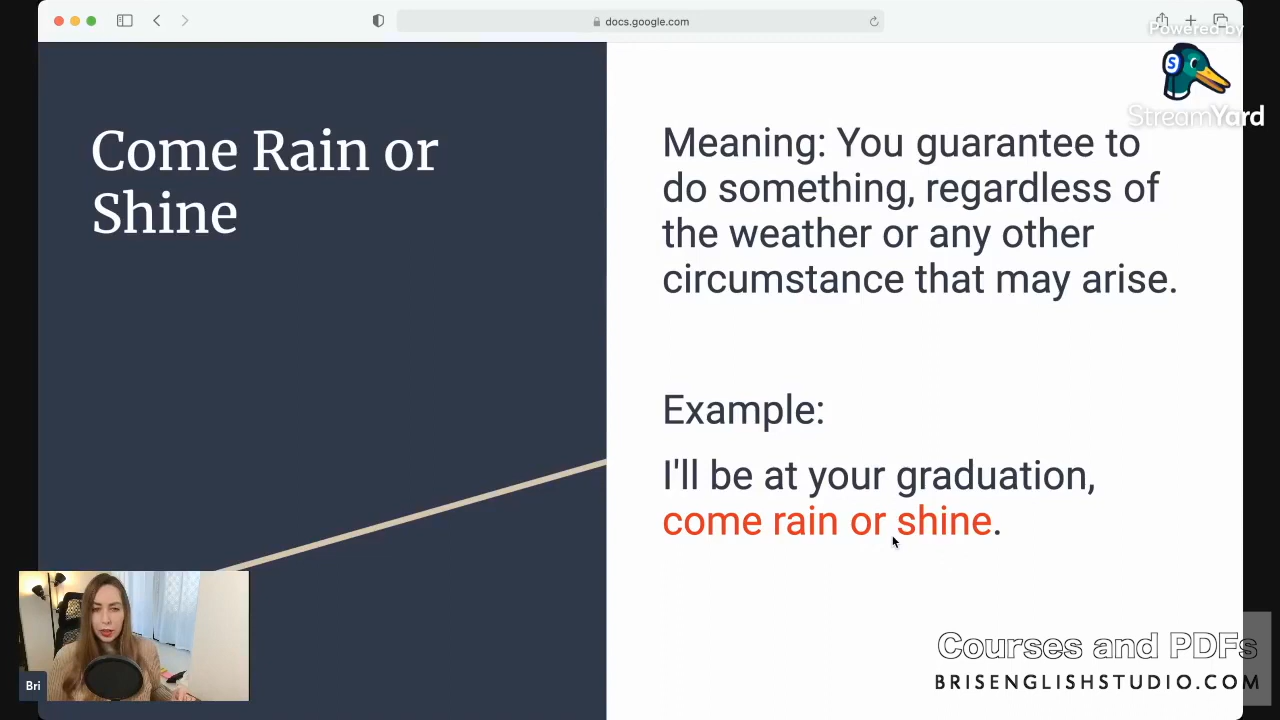 docs.google.com
Powered by
StreamYard
Come Rain or
Shine
Meaning: You guarantee to
do something, regardless of
the weather or any other
circumstance that may arise.
Example:
I'll be at your graduation,
come rain or shine.
Bri
Courses and PDFs
BRISENGLISHSTUDIO.COM